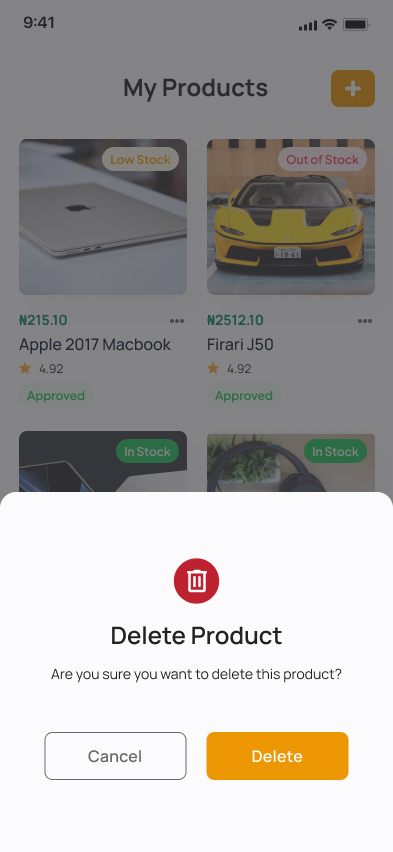 9:41
My Products
Low Stock
Out of Stock
₦215.10
₦2512.10
Apple 2017 Macbook
Firari J50
4.92
4.92
Approved
Approved
In Stock
In Stock
Delete Product
Are you sure you want to delete this product?
Cancel
Delete